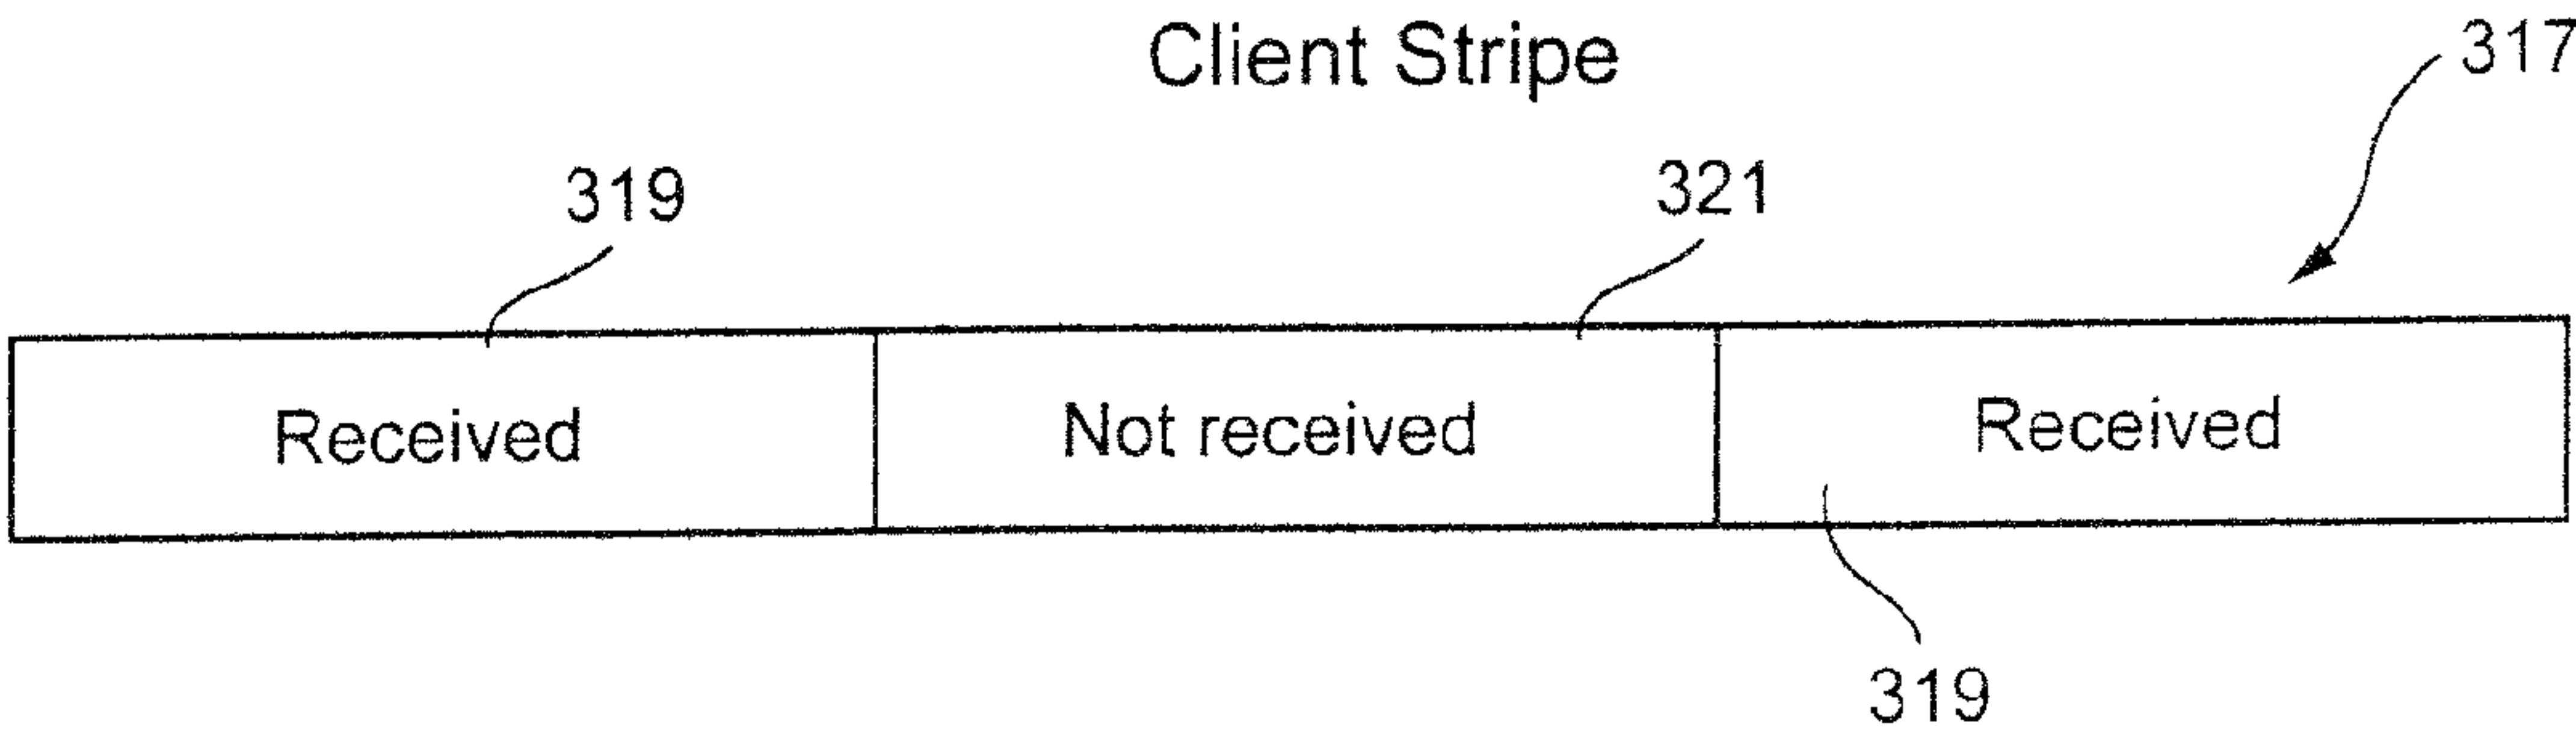 Client Stripe
317
319
321
Received
Not received
Received
319